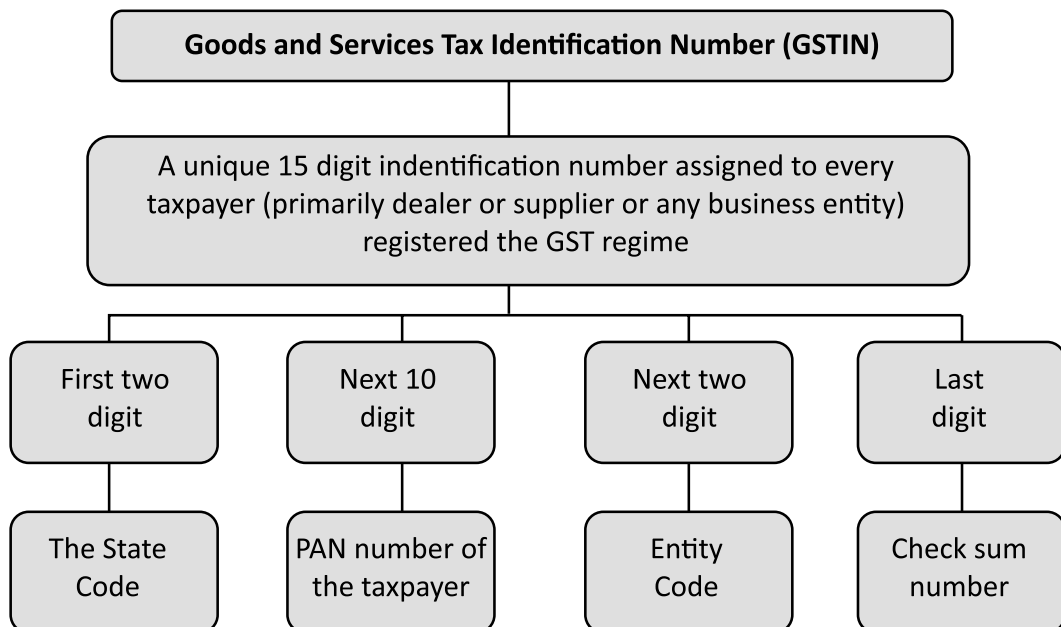 Goods and Services Tax Identification Number (GSTIN)
A unique 15 digit indentification number assigned to every
taxpayer (primarily dealer or supplier or any business entity)
registered the GST regime
First two
digit
Next 10
digit
Next two
digit
Last
digit
The State
Code
PAN number of
the taxpayer
Entity
Code
Check sum
number